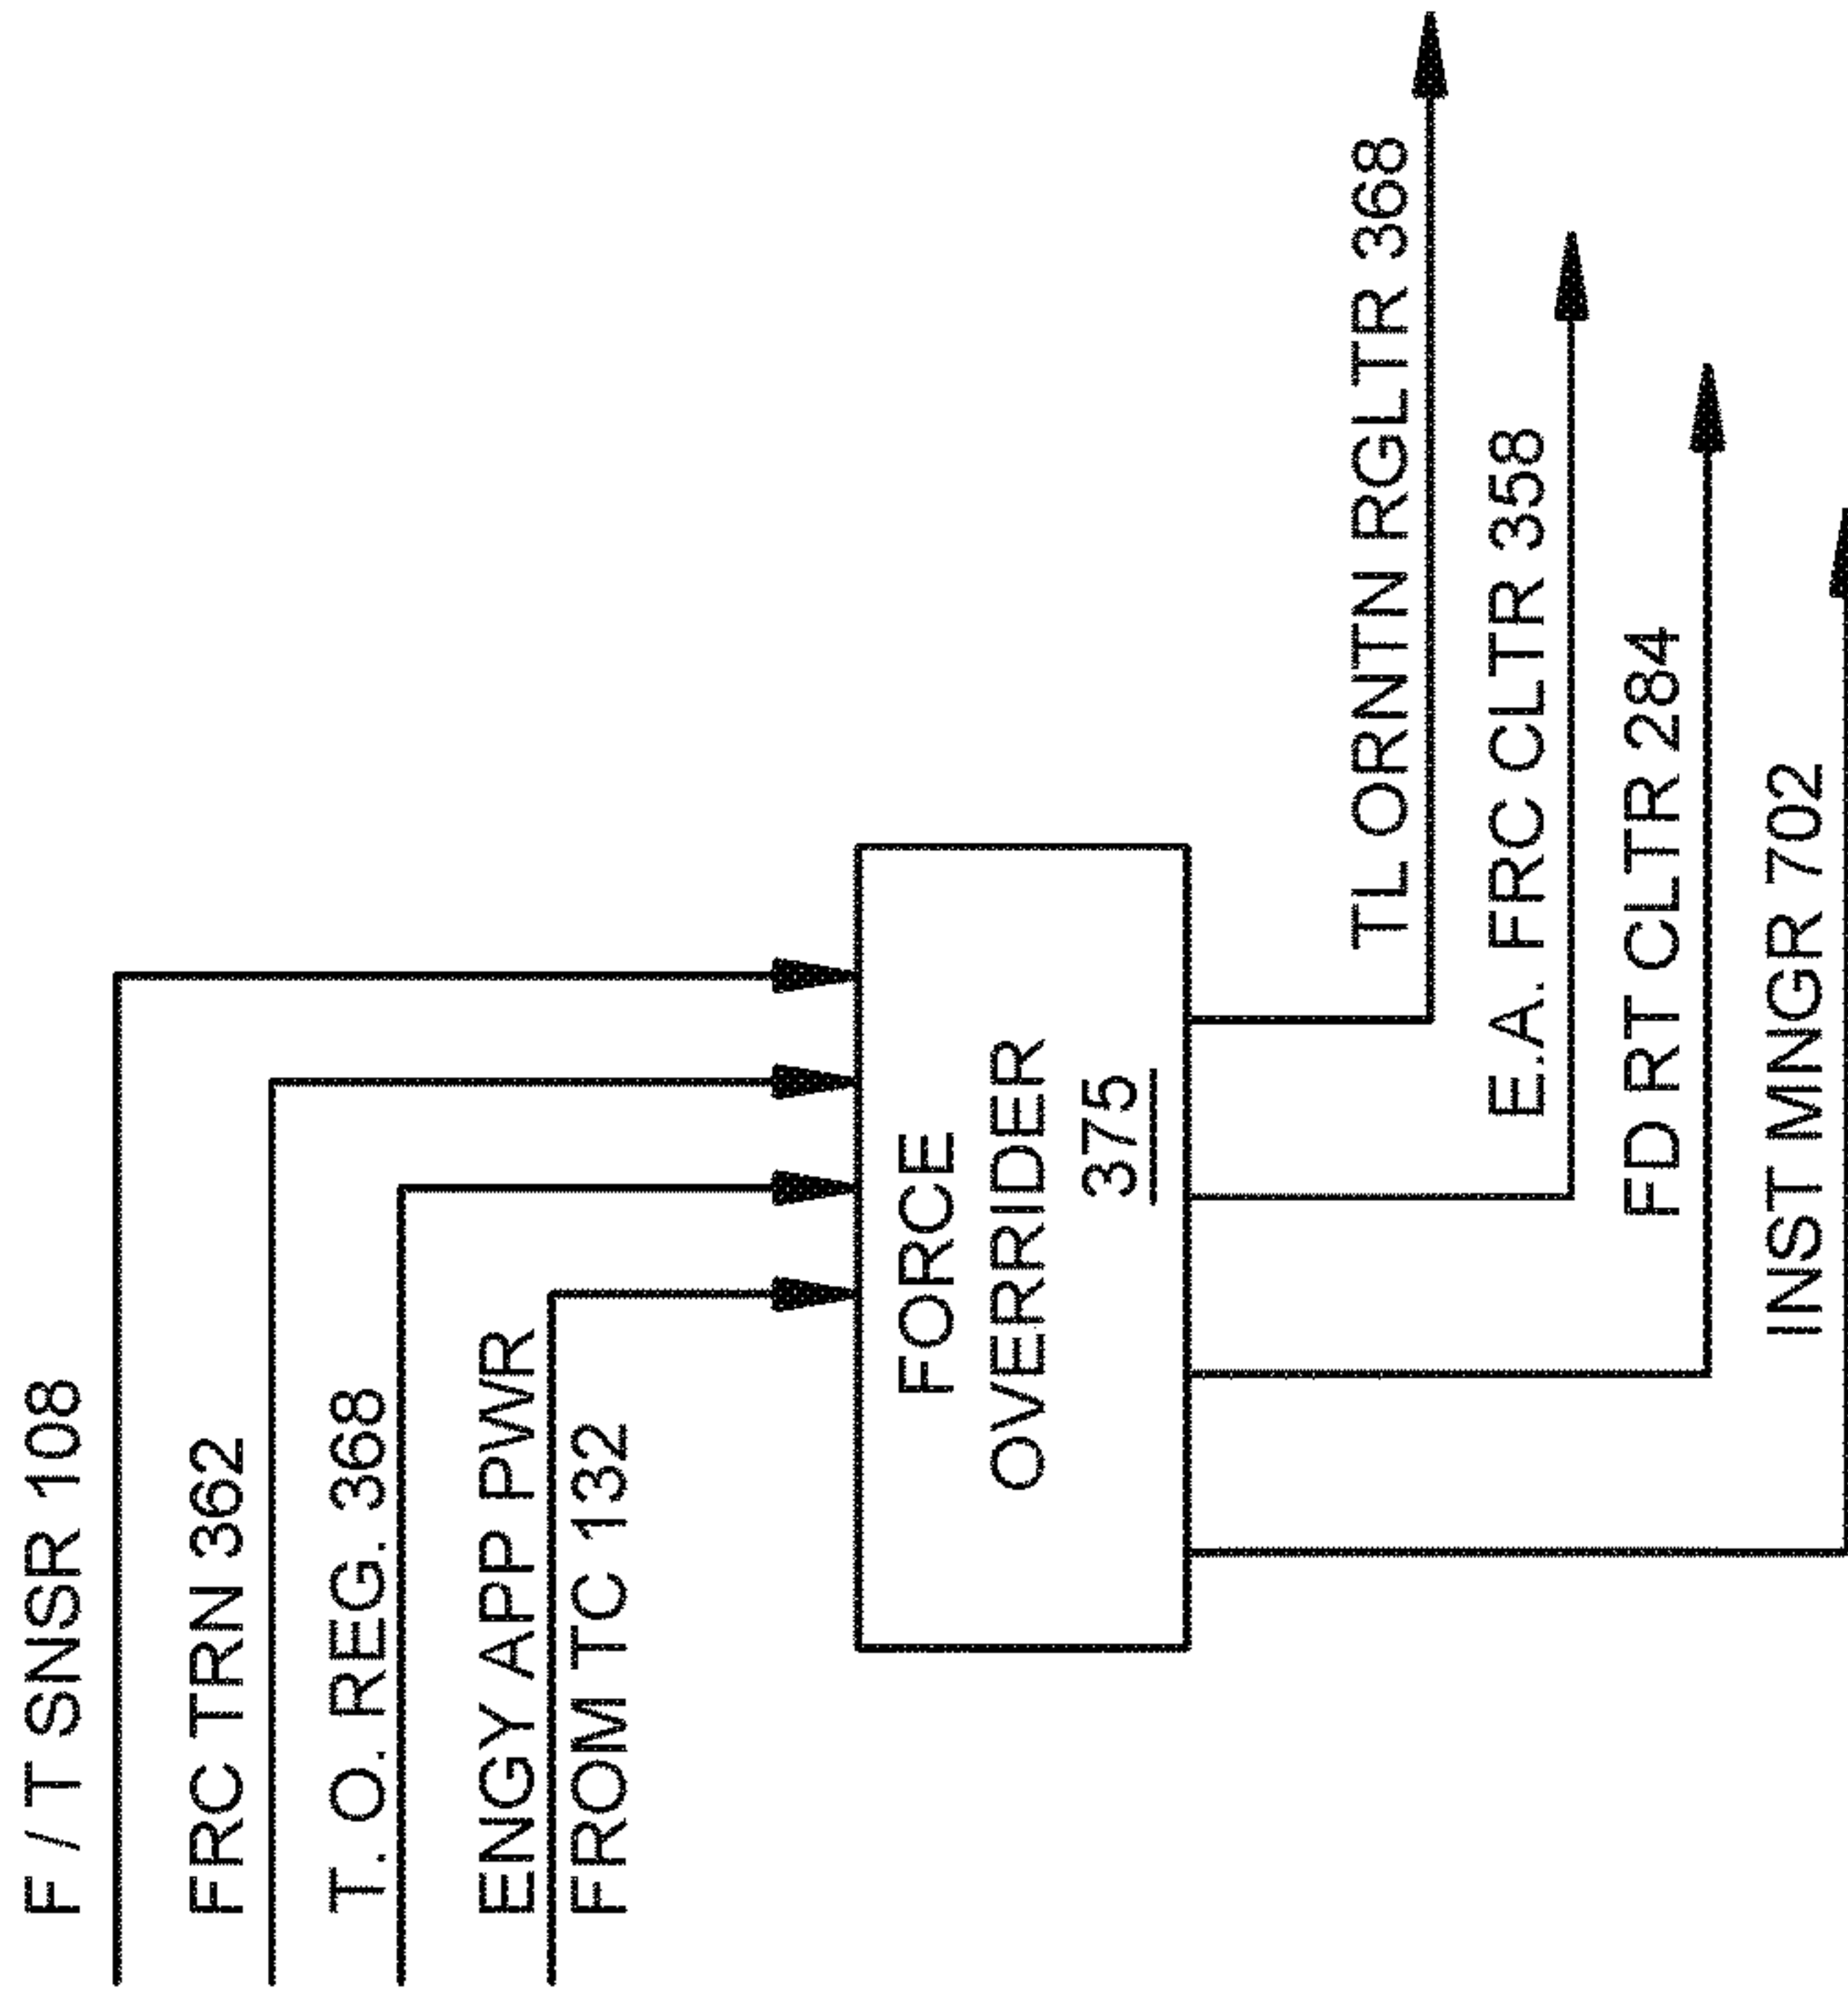 F / T SNSR 108
FRC TRN 362
T. O. REG. 368
ENGY APP PWR
FROM TC 132
FORCE
OVERRIDER
375
TL ORNTN RGLTR 368
E.A. FRC CLTR 358
FD RT CLTR 284
INST MNGR 702